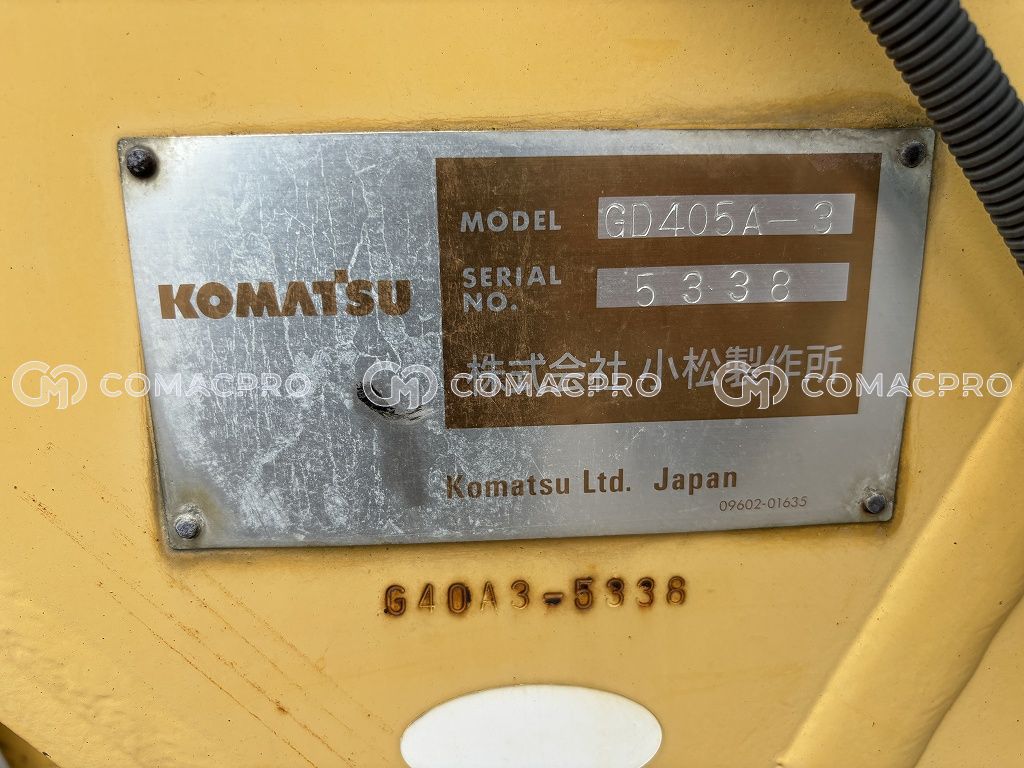 MODEL GD405A-3
SERIAL NO. 5338
KOMATSU
株式会社 小松製作所
COMACPRO COMACPRO COMACPRO
Komatsu Ltd. Japan
09602-01635
G40A3-5338